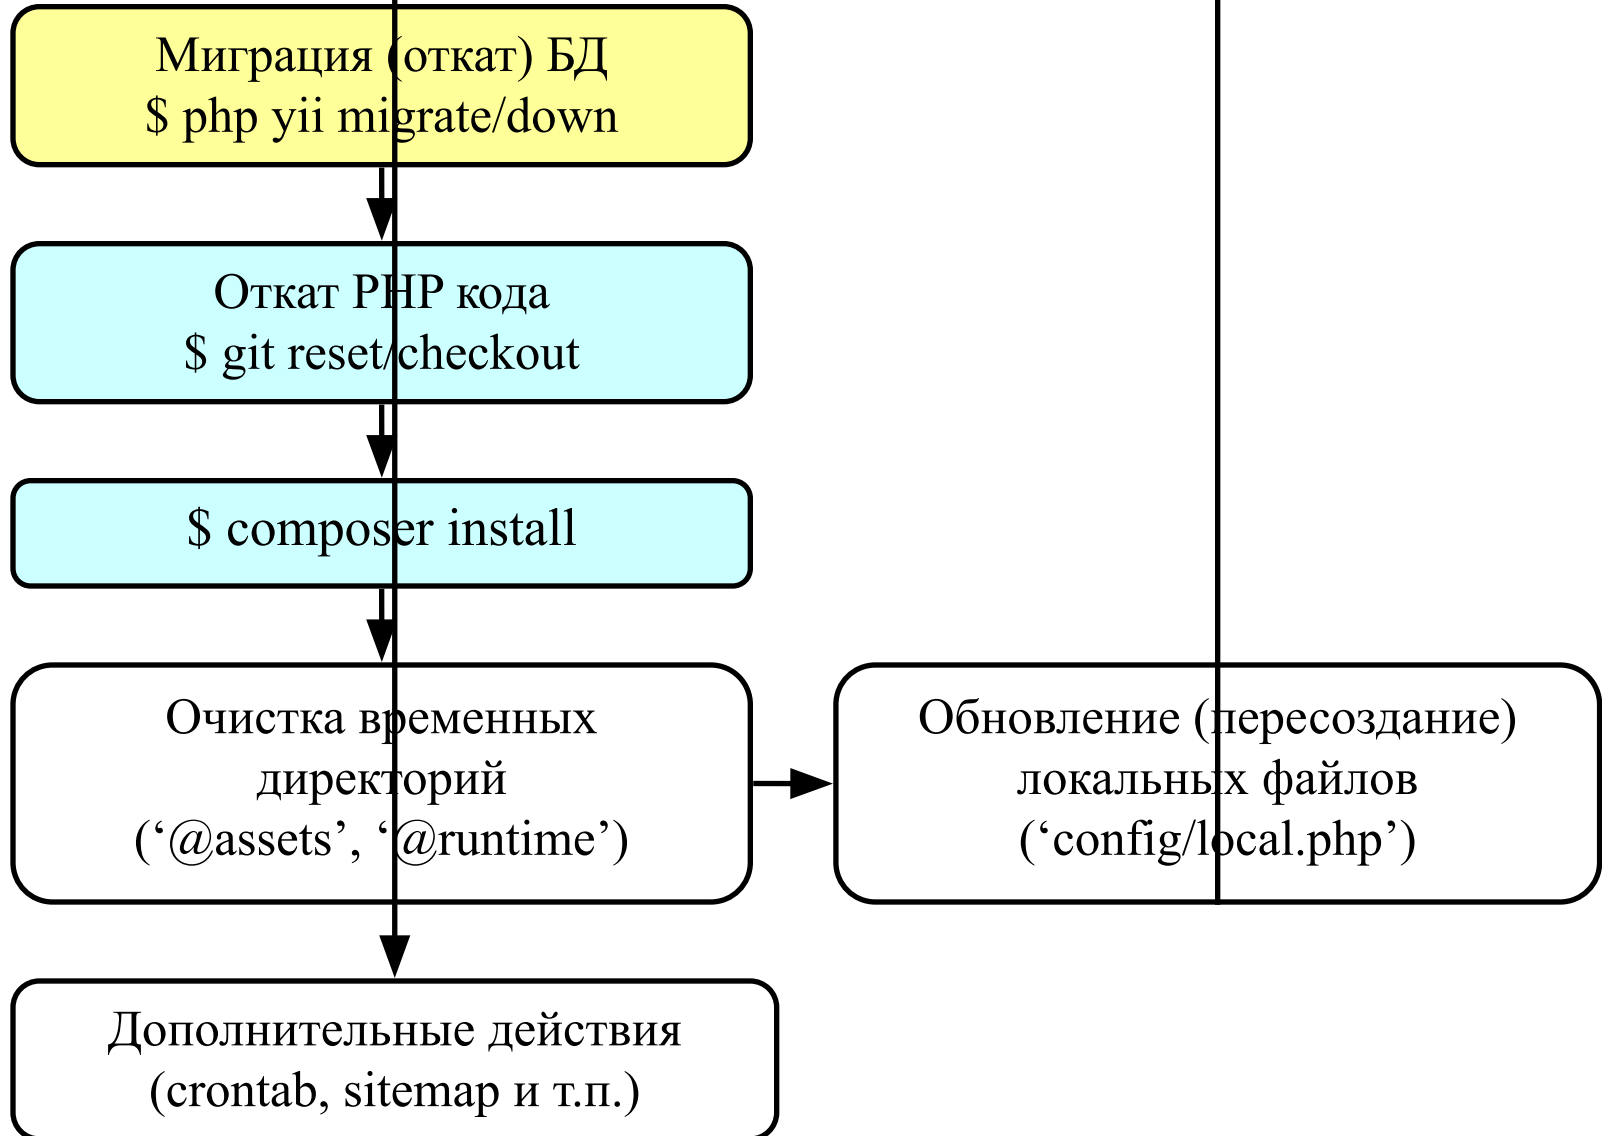 Миграция (откат) БД
$ php yii migrate/down
Откат PHP кода
$ git reset/checkout
$ composer install
Очистка временных
директорий
(‘@assets’, ‘@runtime’)
Обновление (пересоздание)
локальных файлов
(‘config/local.php’)
Дополнительные действия
(crontab, sitemap и т.п.)